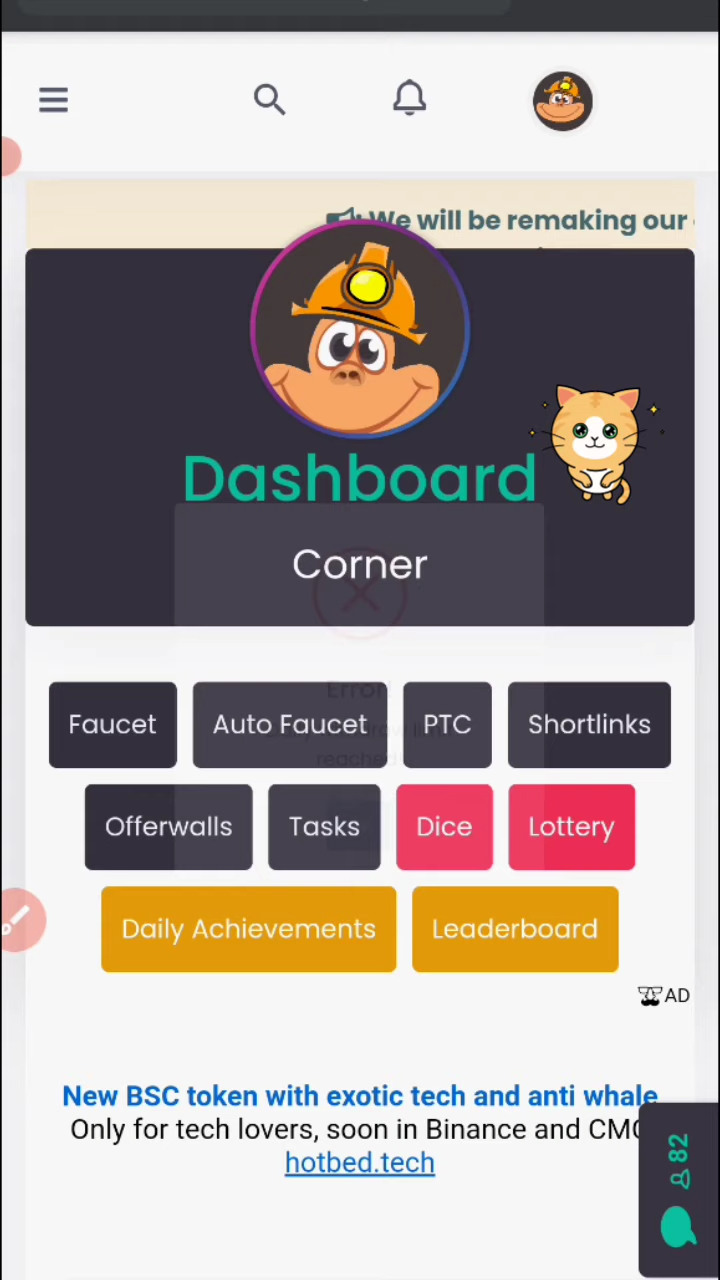 We will be remaking our
Dashboard
Corner
Error
reached
Faucet
Auto Faucet
PTC
Shortlinks
Offerwalls
Tasks
Dice
Lottery
Daily Achievements
Leaderboard
AD
New BSC token with exotic tech and anti whale
Only for tech lovers, soon in Binance and CMC
hotbed.tech
82